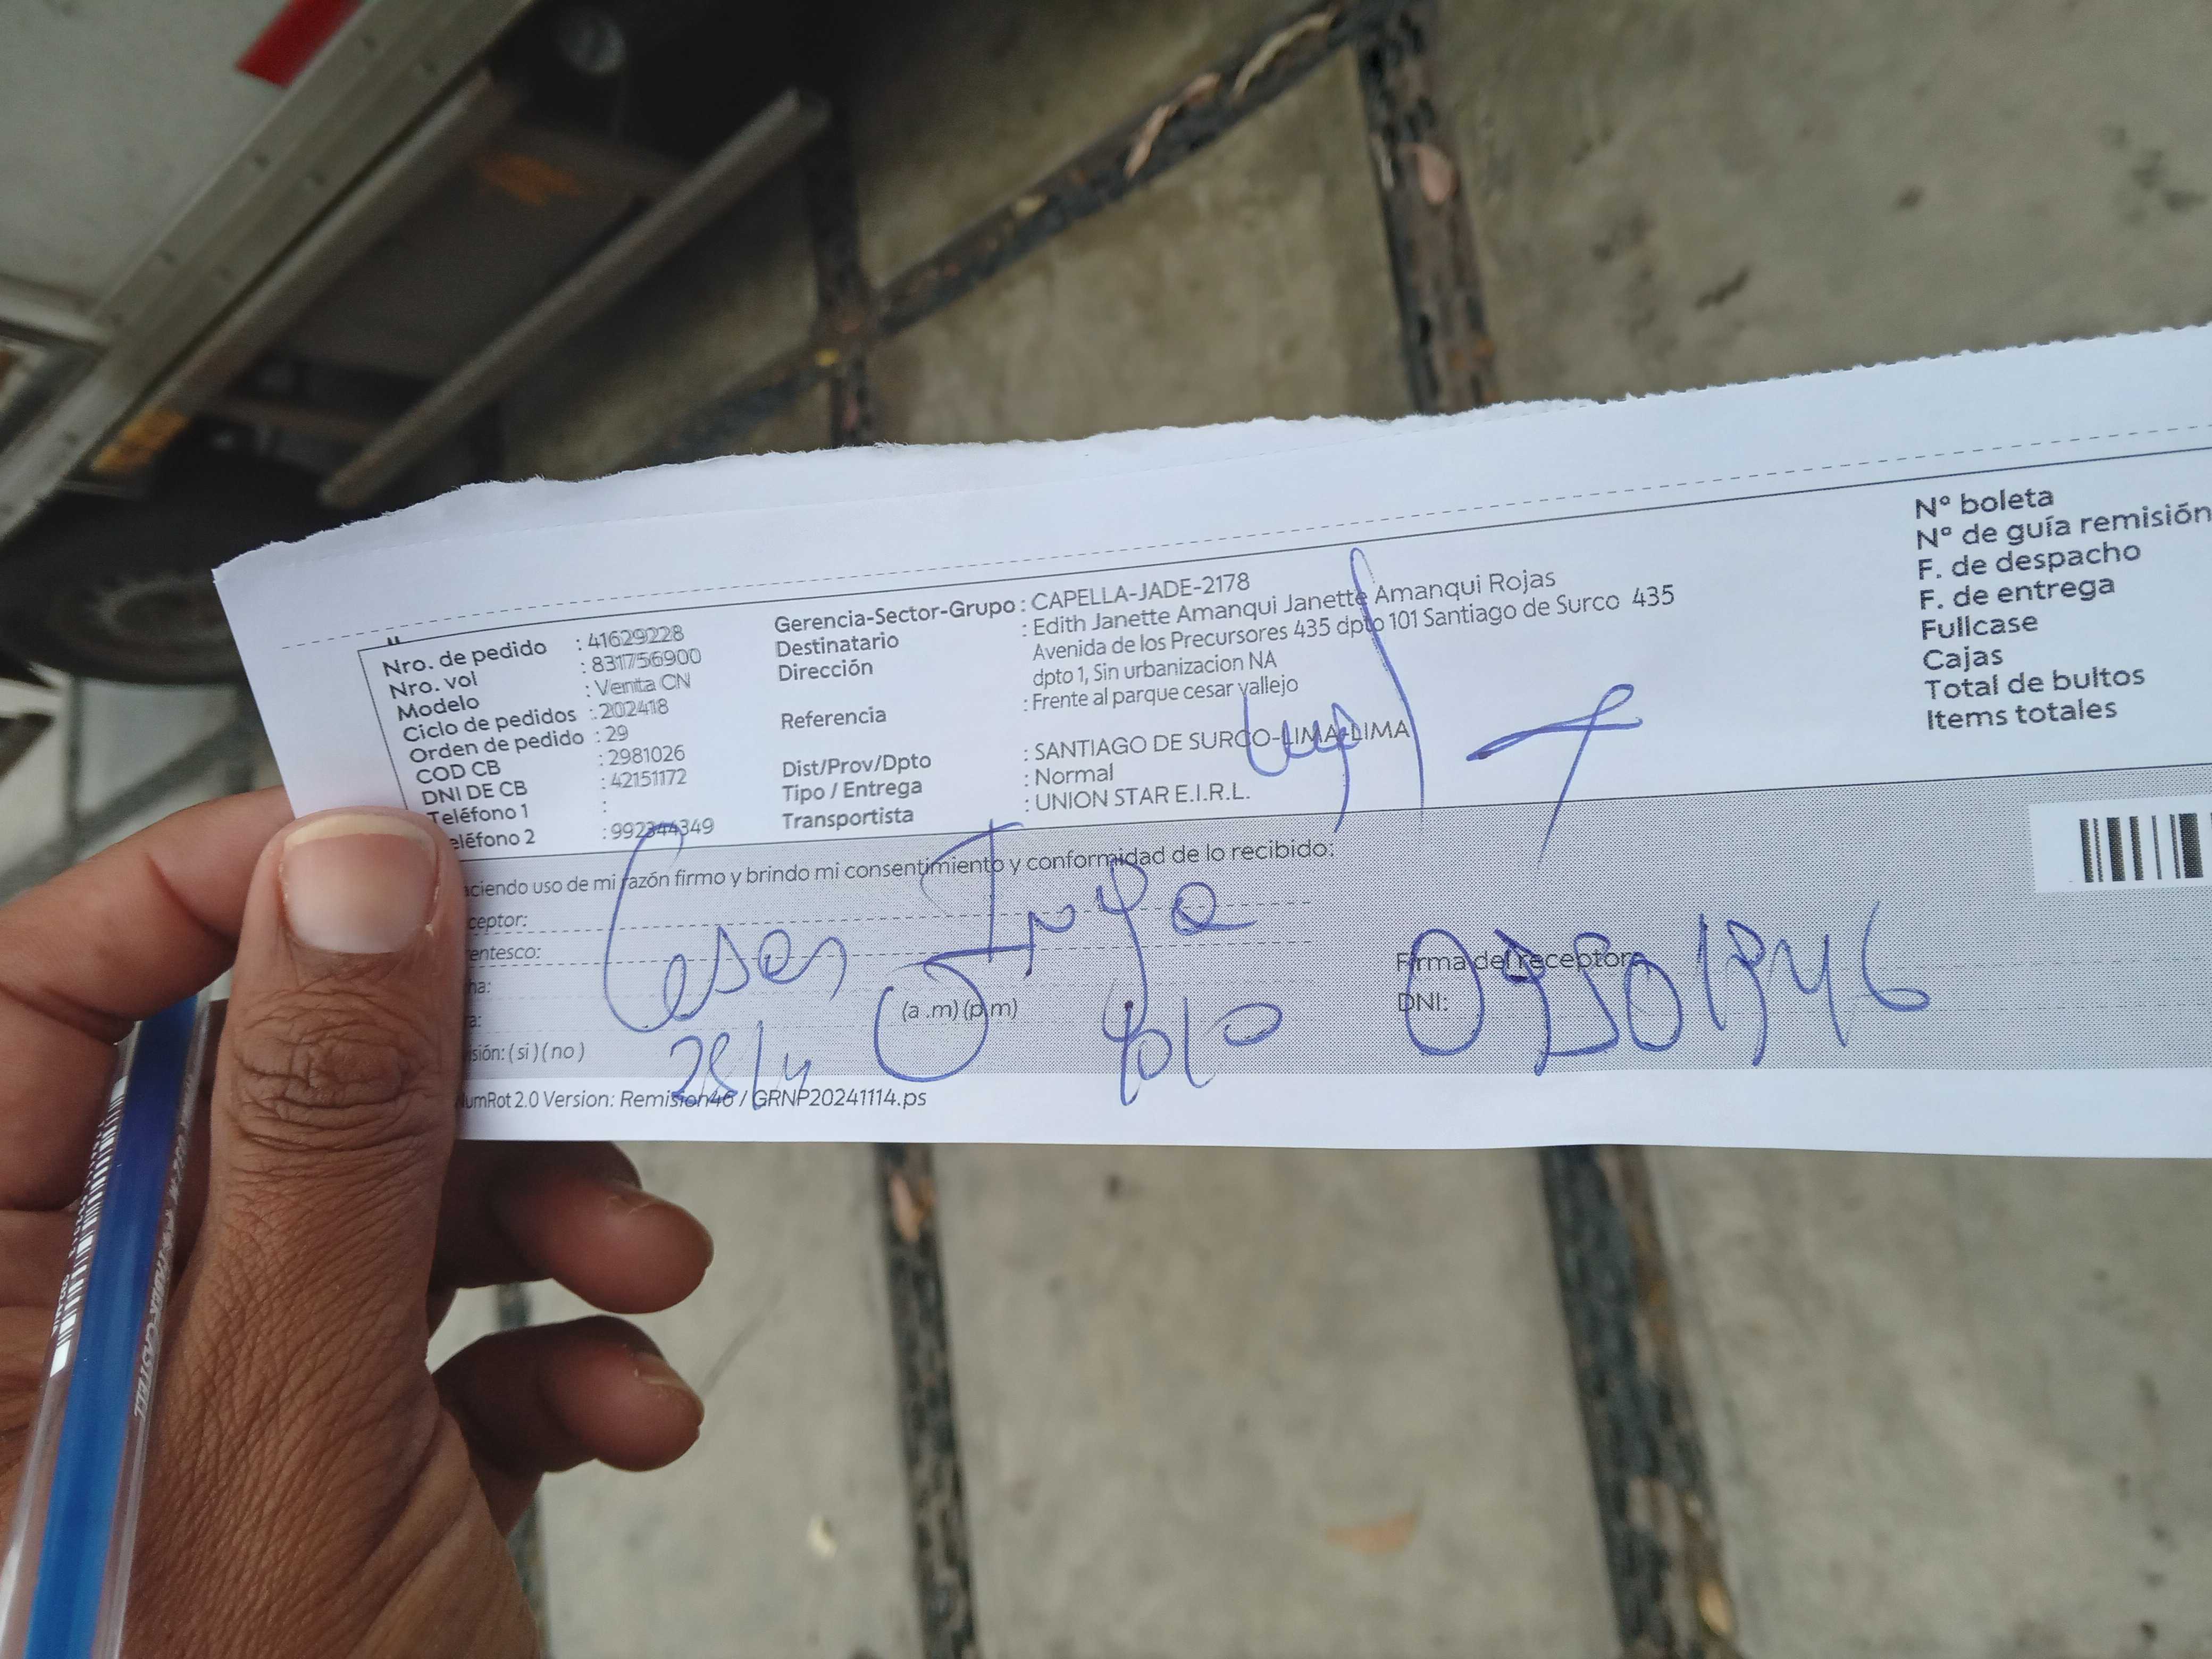 Nro. de pedido : 41629228
Nro. vol : 831756900
Modelo : Venta CN
Ciclo de pedidos : 202418
Orden de pedido : 29
COD CB : 2981026
DNI DE CB : 42151172
Teléfono 1 :
eléfono 2 : 992344349
Gerencia-Sector-Grupo : CAPELLA-JADE-2178
Destinatario : Edith Janette Amanqui Janette Amanqui Rojas
Dirección Avenida de los Precursores 435 dpto 101 Santiago de Surco 435
dpto 1, Sin urbanizacion NA
Referencia : Frente al parque cesar vallejo
Dist/Prov/Dpto : SANTIAGO DE SURCO-LIMA-LIMA
Tipo / Entrega : Normal
Transportista : UNION STAR E.I.R.L.
N° boleta
N° de guía remisión
F. de despacho
F. de entrega
Fullcase
Cajas
Total de bultos
Items totales
aciendo uso de mi razón firmo y brindo mi consentimiento y conformidad de lo recibido:
ceptor:
entesco:
na:
a: (a .m) (p.m)
isión: ( si ) ( no )
Cesar
Firma del receptor
DNI:
umRot 2.0 Version: Remision46 / GRNP20241114.ps